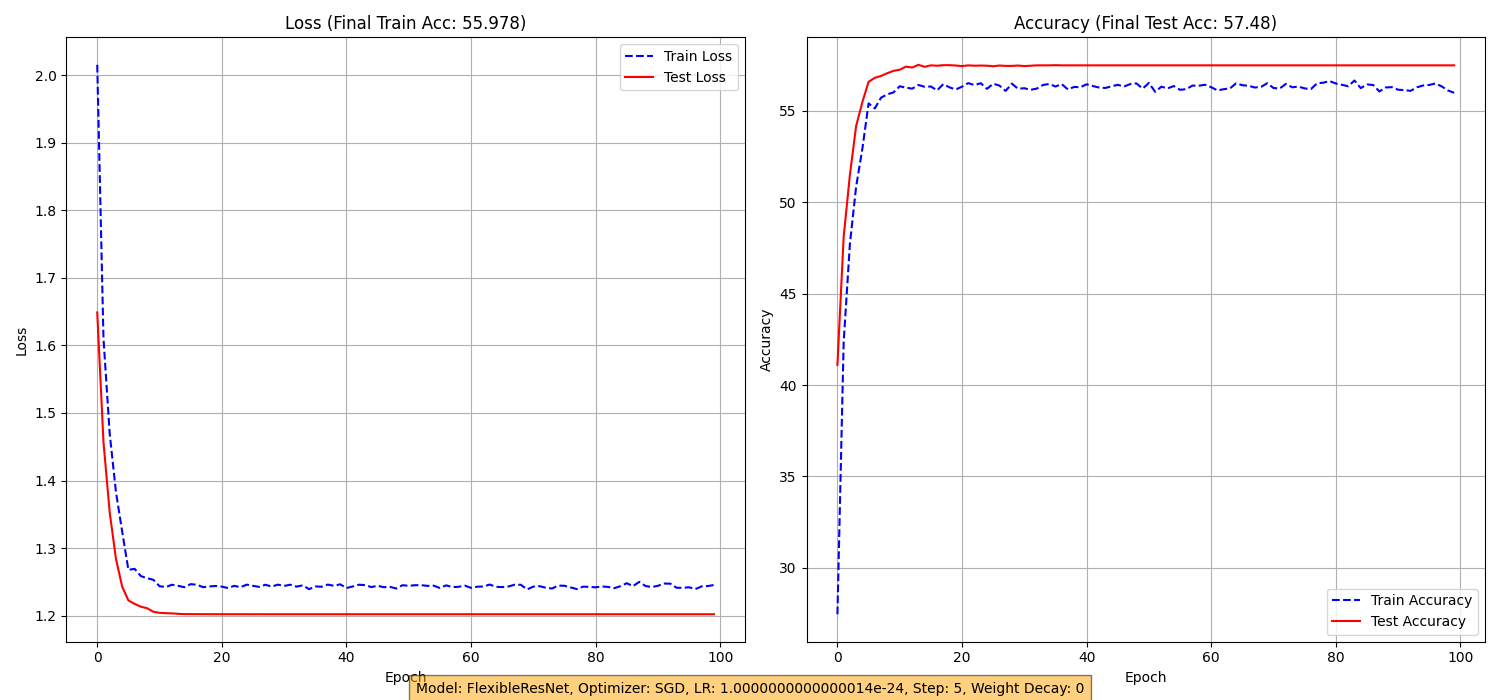 Loss (Final Train Acc: 55.978)
2.0
1.9
1.8
1.7
1.6
1.5
1.4
1.3
1.2
Loss
0 20 40 60 80 100
Epoch
Train Loss
Test Loss
Accuracy (Final Test Acc: 57.48)
55
50
45
40
35
30
Accuracy
0 20 40 60 80 100
Epoch
Train Accuracy
Test Accuracy
Model: FlexibleResNet, Optimizer: SGD, LR: 1.0000000000000014e-24, Step: 5, Weight Decay: 0